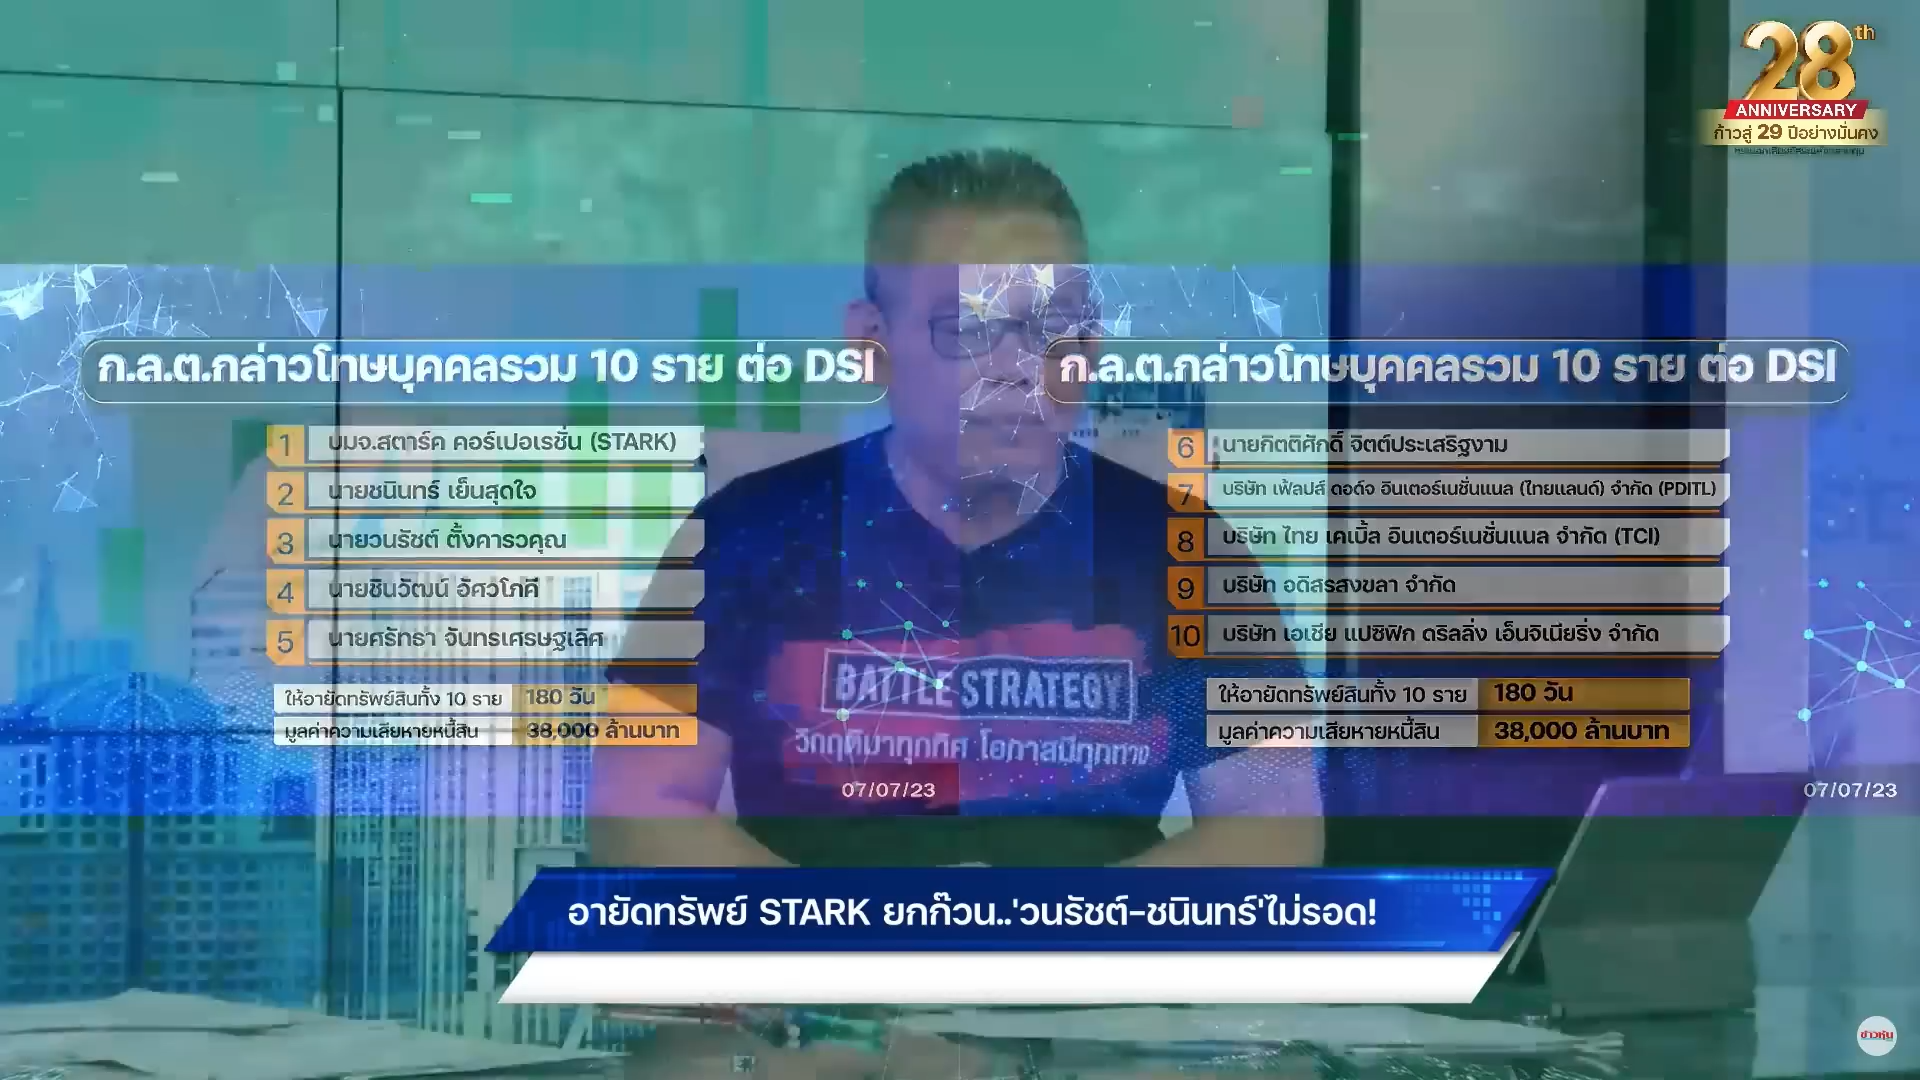 28th
ANNIVERSARY
ก้าวสู่ 29 ปีอย่างมั่นคง
ก.ล.ต.กล่าวโทษบุคคลรวม 10 ราย ต่อ DSI
1 บมจ.สตาร์ค คอร์เปอเรชั่น (STARK)
2 นายชนินทร์ เย็นสุดใจ
3 นายวนรัชต์ ตั้งคารวคุณ
4 นายชินวัฒน์ อัศวโภคี
5 นายศรัทธา จันทรเศรษฐเลิศ
ให้อายัดทรัพย์สินทั้ง 10 ราย 180 วัน
มูลค่าความเสียหายหนี้สิน 38,000 ล้านบาท
07/07/23
ก.ล.ต.กล่าวโทษบุคคลรวม 10 ราย ต่อ DSI
6 นายกิตติศักดิ์ จิตต์ประเสริฐงาม
7 บริษัท เฟ้ลปส์ ดอด์จ อินเตอร์เนชั่นแนล (ไทยแลนด์) จำกัด (PDITL)
8 บริษัท ไทย เคเบิ้ล อินเตอร์เนชั่นแนล จำกัด (TCI)
9 บริษัท อดิสรสงขลา จำกัด
10 บริษัท เอเชีย แปซิฟิก ดริลลิ่ง เอ็นจิเนียริ่ง จำกัด
ให้อายัดทรัพย์สินทั้ง 10 ราย 180 วัน
มูลค่าความเสียหายหนี้สิน 38,000 ล้านบาท
07/07/23
BATTLE STRATEGY
วิกฤติมาทุกทิศ โอกาสมีทุกทาง
อายัดทรัพย์ STARK ยกก๊วน..'วนรัชต์-ชนินทร์'ไม่รอด!
ข่าวหุ้น